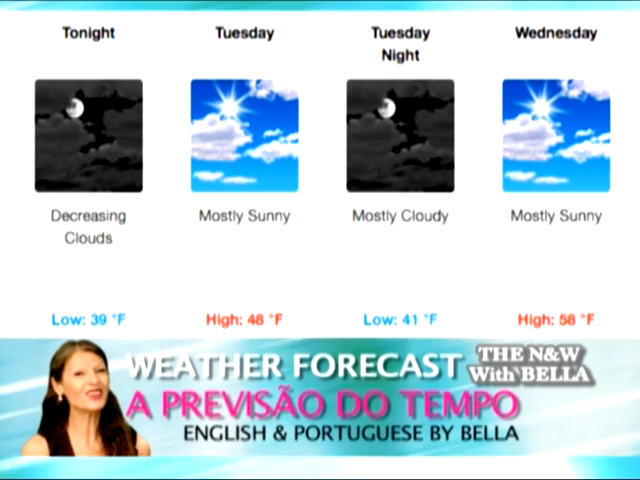 Tonight
Tuesday
Tuesday
Night
Wednesday
Decreasing
Clouds
Mostly Sunny
Mostly Cloudy
Mostly Sunny
Low: 39 °F
High: 48 °F
Low: 41 °F
High: 58 °F
WEATHER FORECAST
THE N&W
With BELLA
A PREVISÃO DO TEMPO
ENGLISH & PORTUGUESE BY BELLA